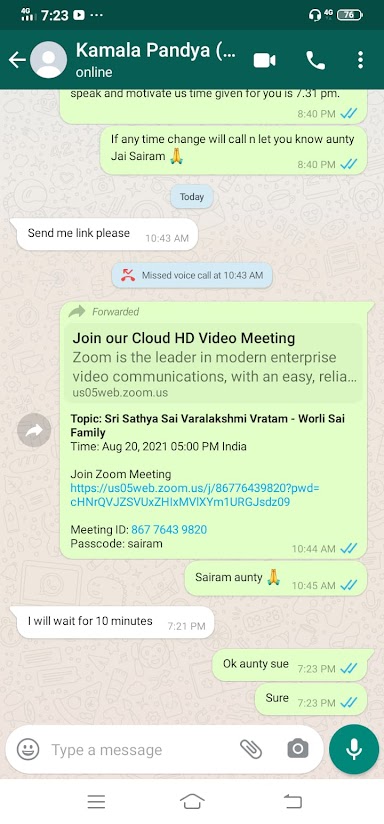 4G 7:23 ... 4G 76
Kamala Pandya (...
online
speak and motivate us time given for you is 7.31 pm.
8:40 PM
If any time change will call n let you know aunty
Jai Sairam 🙏
8:40 PM
Today
Send me link please
10:43 AM
Missed voice call at 10:43 AM
Forwarded
Join our Cloud HD Video Meeting
Zoom is the leader in modern enterprise
video communications, with an easy, relia...
us05web.zoom.us
Topic: Sri Sathya Sai Varalakshmi Vratam - Worli Sai
Family
Time: Aug 20, 2021 05:00 PM India
Join Zoom Meeting
https://us05web.zoom.us/j/86776439820?pwd=
cHNrQVJZSVUxZHIxMVlXYm1URGJsdz09
Meeting ID: 867 7643 9820
Passcode: sairam
10:44 AM
Sairam aunty 🙏
10:45 AM
I will wait for 10 minutes
7:21 PM
Ok aunty sue
7:23 PM
Sure
7:23 PM
Type a message